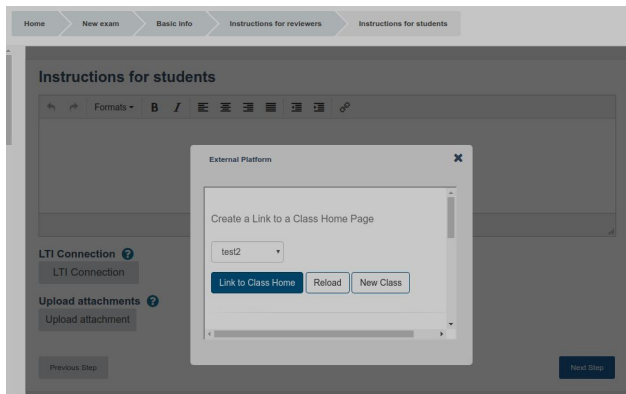 Home New exam Basic info Instructions for reviewers Instructions for students
Instructions for students
Formats B I
External Platform
Create a Link to a Class Home Page
test2
Link to Class Home Reload New Class
LTI Connection
LTI Connection
Upload attachments
Upload attachment
Previous Step Next Step